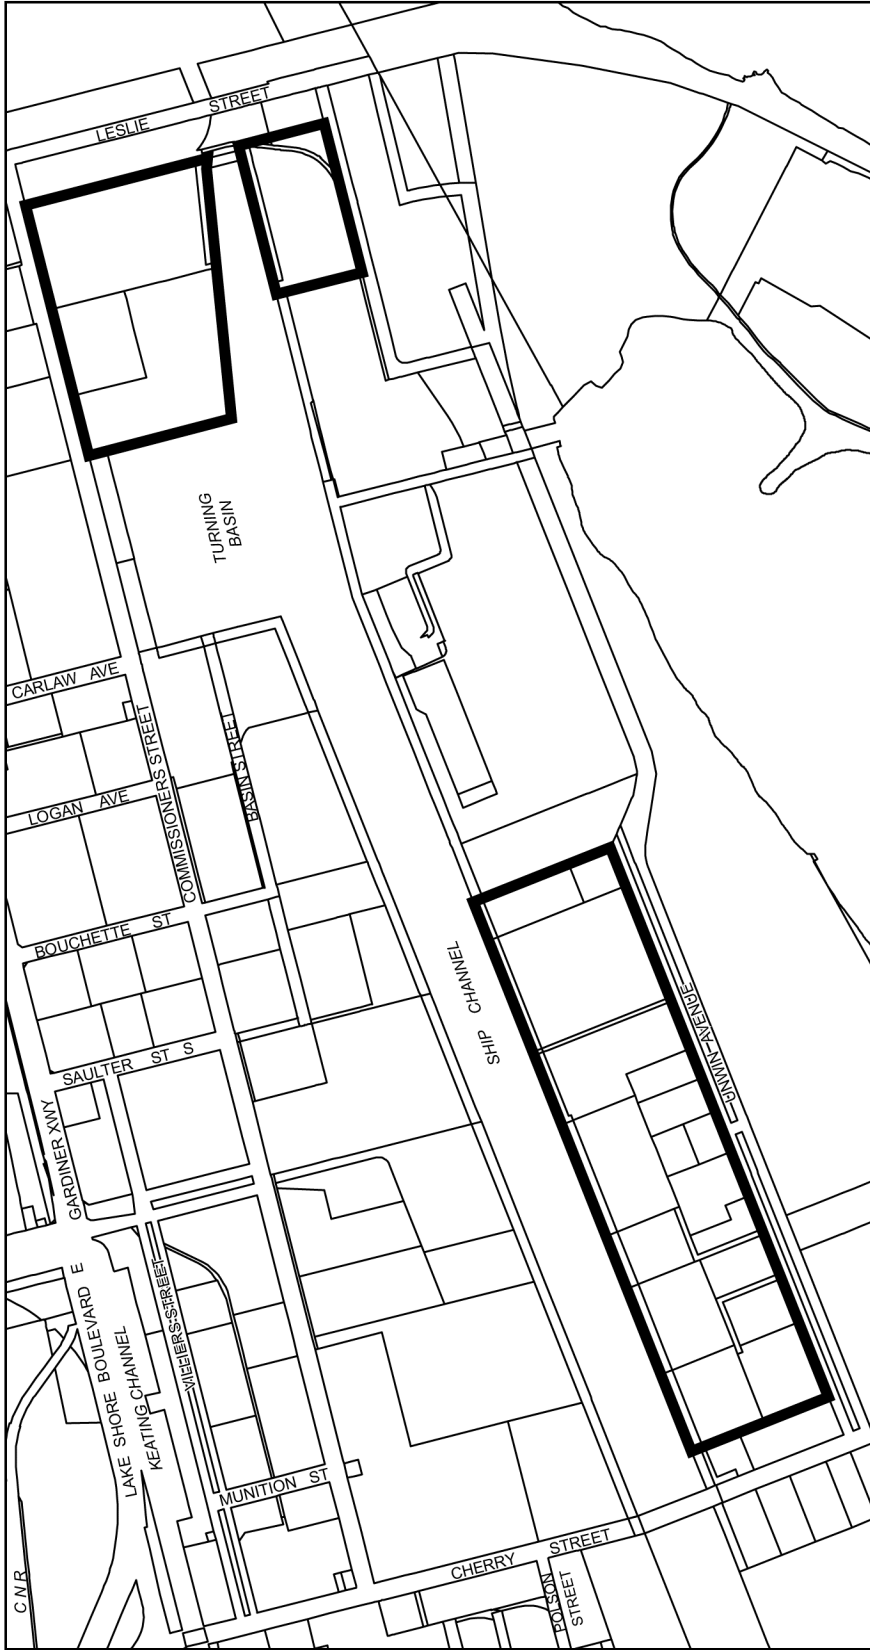 LESLIE STREET
TURNING
BASIN
CARLAW AVE
COMMISSIONERS STREET
BASIN STREET
LOGAN AVE
BOUCHETTE ST
SHIP CHANNEL
UNWIN AVENUE
SAULTER ST S
GARDINER XWY
LAKE SHORE BOULEVARD E
KEATING CHANNEL
VILLIERS STREET
MUNITION ST
CHERRY STREET
POLSON
STREET
CNR